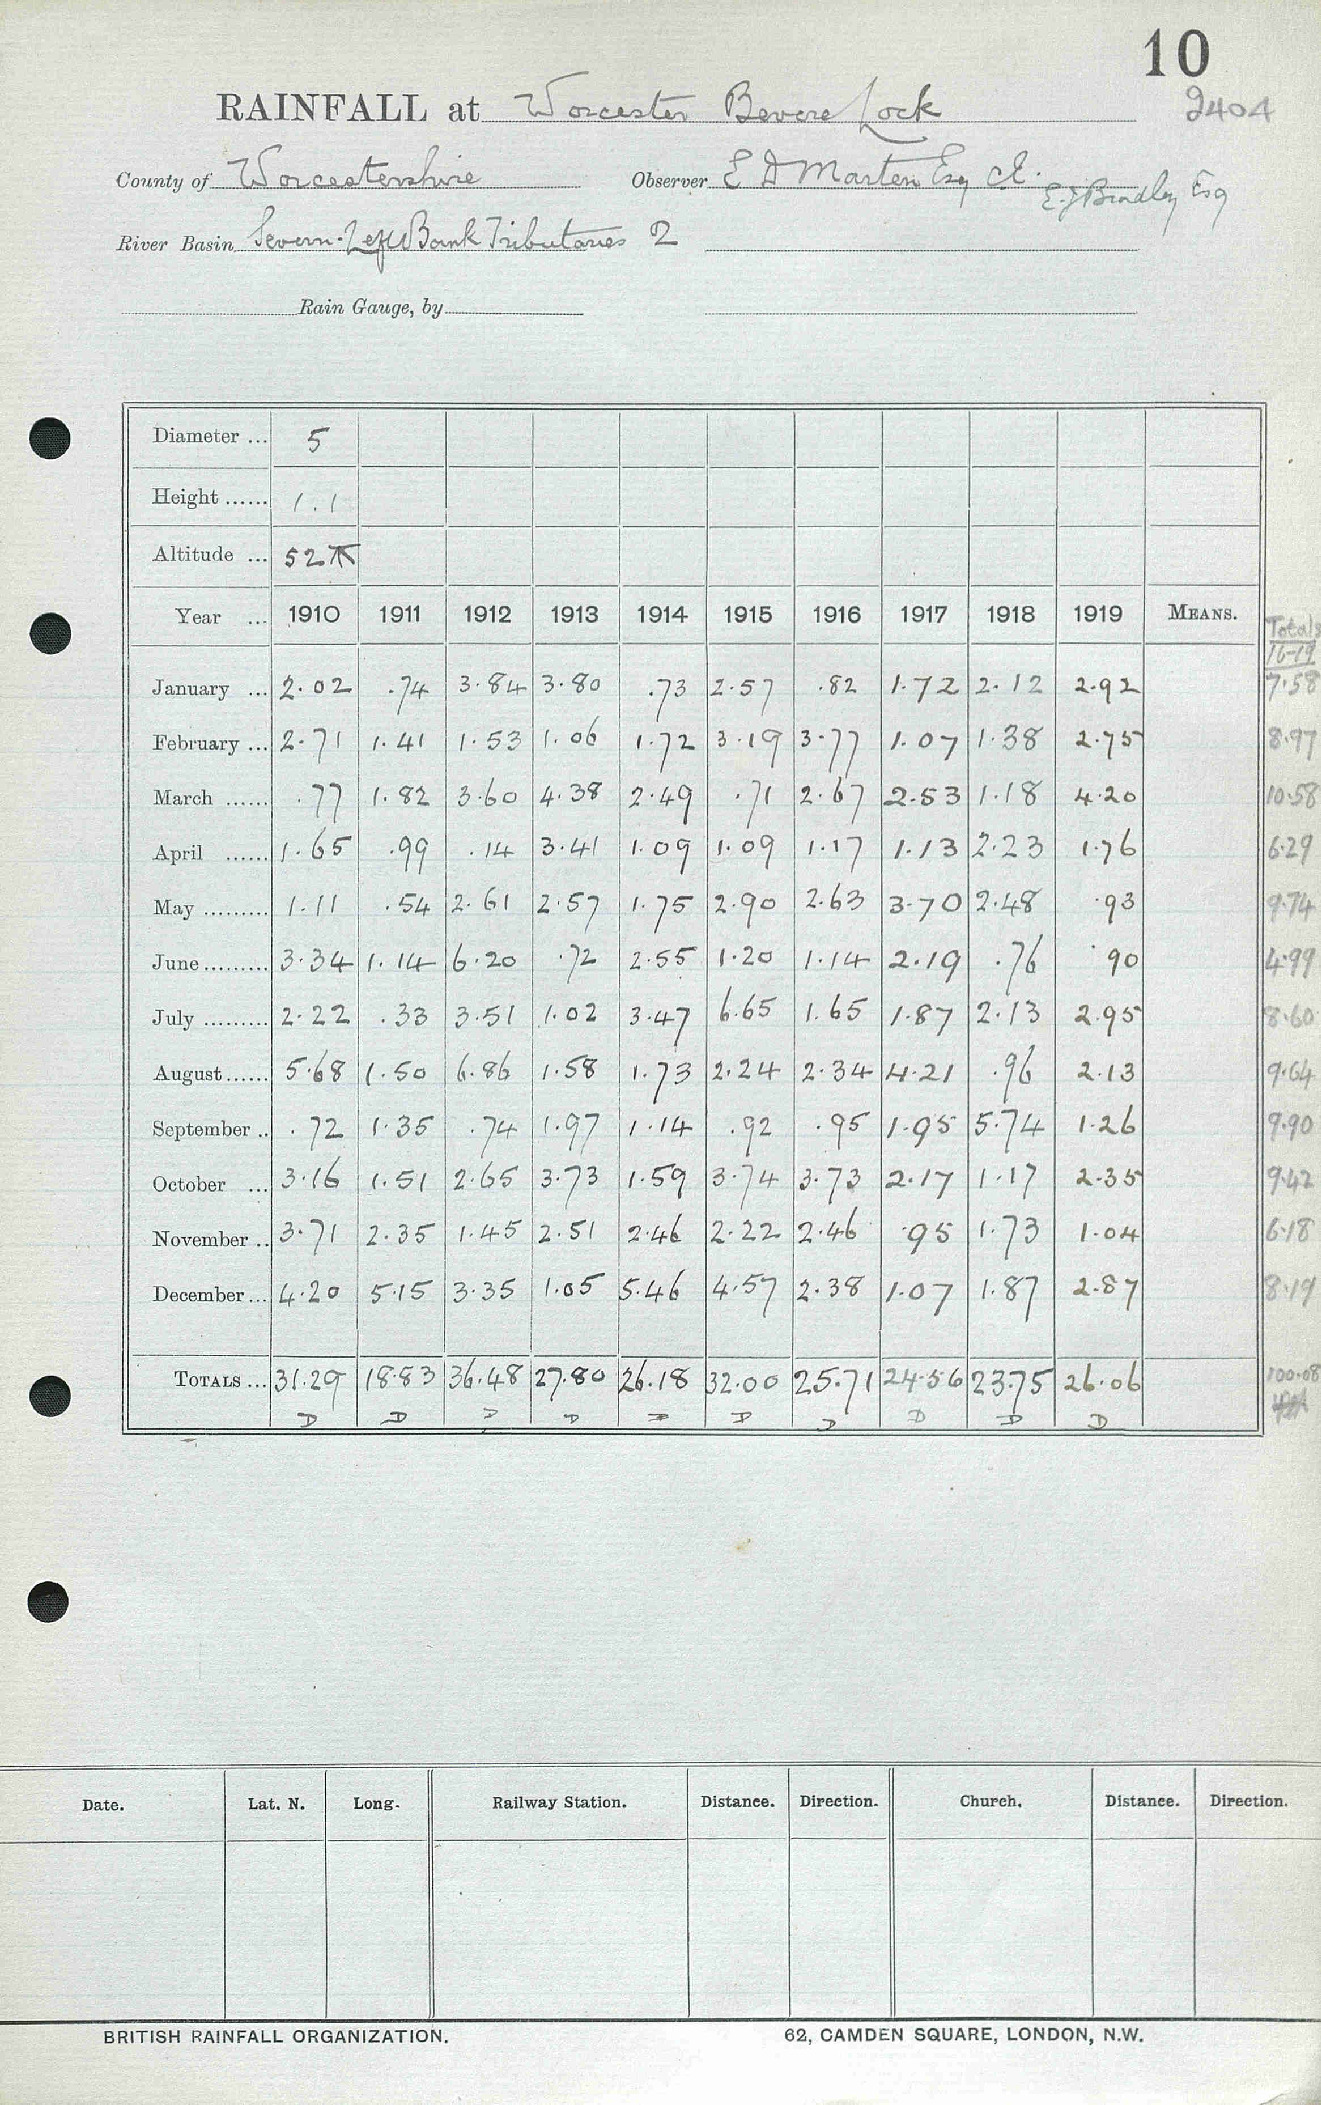 10
RAINFALL at Worcester Bevere Lock 2404
County of Worcestershire Observer E D Marten Esq C.E. E.J Bradley Esq
River Basin Severn-Left Bank Tributaries 2
Rain Gauge, by
Diameter ... 5
Height ...... 1.1
Altitude ... 52
Year ... 1910 1911 1912 1913 1914 1915 1916 1917 1918 1919 MEANS. Totals 16-19
January ... 2.02 .74 3.84 3.80 .73 2.57 .82 1.72 2.12 2.92 7.58
February ... 2.71 1.41 1.53 1.06 1.72 3.19 3.77 1.07 1.38 2.75 8.97
March ...... .77 1.82 3.60 4.38 2.49 .71 2.67 2.53 1.18 4.20 10.58
April ...... 1.65 .99 .14 3.41 1.09 1.09 1.17 1.13 2.23 1.76 6.29
May ......... 1.11 .54 2.61 2.57 1.75 2.90 2.63 3.70 2.48 .93 9.74
June ......... 3.34 1.14 6.20 .72 2.55 1.20 1.14 2.19 .76 .90 4.99
July ......... 2.22 .33 3.51 1.02 3.47 6.65 1.65 1.87 2.13 2.95 8.60
August ...... 5.68 1.50 6.86 1.58 1.73 2.24 2.34 4.21 .96 2.13 9.64
September .. .72 1.35 .74 1.97 1.14 .92 .95 1.95 5.74 1.26 9.90
October ... 3.16 1.51 2.65 3.73 1.59 3.74 3.73 2.17 1.17 2.35 9.42
November .. 3.71 2.35 1.45 2.51 2.46 2.22 2.46 .95 1.73 1.04 6.18
December ... 4.20 5.15 3.35 1.05 5.46 4.57 2.38 1.07 1.87 2.87 8.19
TOTALS ... 31.29 18.83 36.48 27.80 26.18 32.00 25.71 24.56 23.75 26.06 100.08
D D D D D D D D D D
Date. Lat. N. Long. Railway Station. Distance. Direction. Church. Distance. Direction.
BRITISH RAINFALL ORGANIZATION. 62, CAMDEN SQUARE, LONDON, N.W.